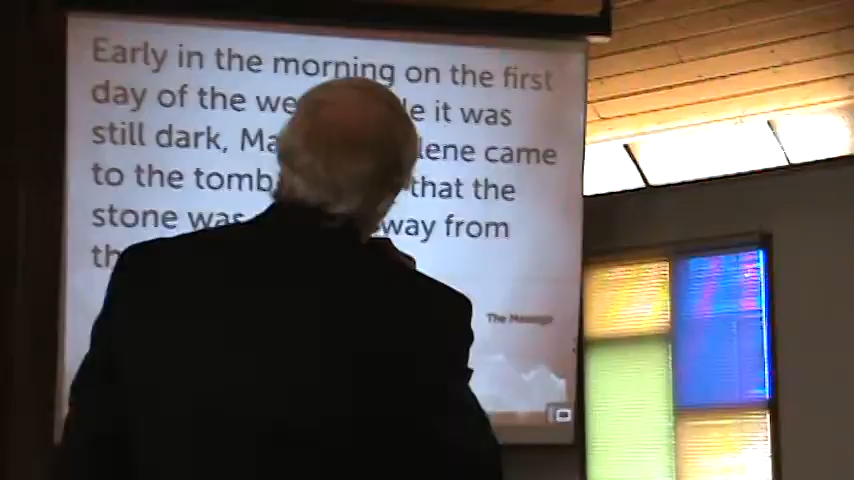 Early in the morning on the first
day of the we le it was
still dark, Ma lene came
to the tomb that the
stone was way from
th
The Message